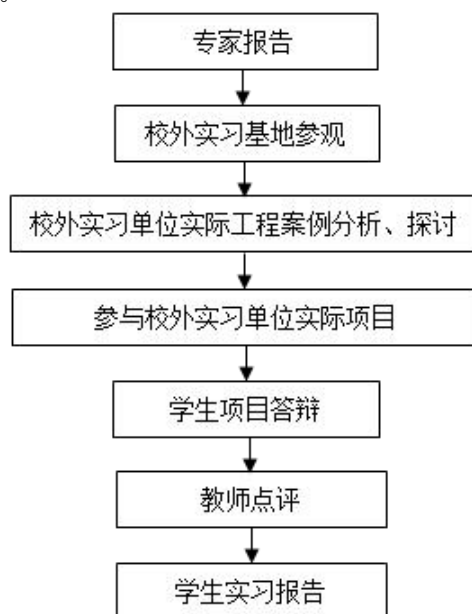 专家报告
校外实习基地参观
校外实习单位实际工程案例分析、探讨
参与校外实习单位实际项目
学生项目答辩
教师点评
学生实习报告